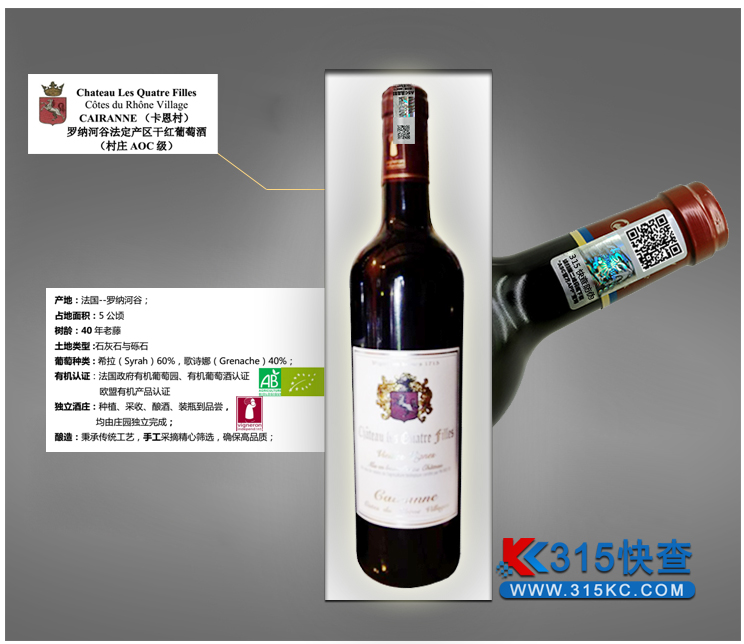 Chateau Les Quatre Filles
Côtes du Rhône Village
CAIRANNE （卡恩村）
罗纳河谷法定产区干红葡萄酒
（村庄 AOC 级）
产地：法国--罗纳河谷；
占地面积：5 公顷
树龄：40 年老藤
土地类型：石灰石与砾石
葡萄种类：希拉（Syrah）60%，歌诗娜（Grenache）40%；
有机认证：法国政府有机葡萄园、有机葡萄酒认证
欧盟有机产品认证
AB
独立酒庄：种植、采收、酿酒、装瓶到品尝，
均由庄园独立完成；
vigneron
酿造：秉承传统工艺，手工采摘精心筛选，确保高品质；
Chateau les Quatre Filles
Cairanne
315 快查防伪
315快查
WWW.315KC.COM